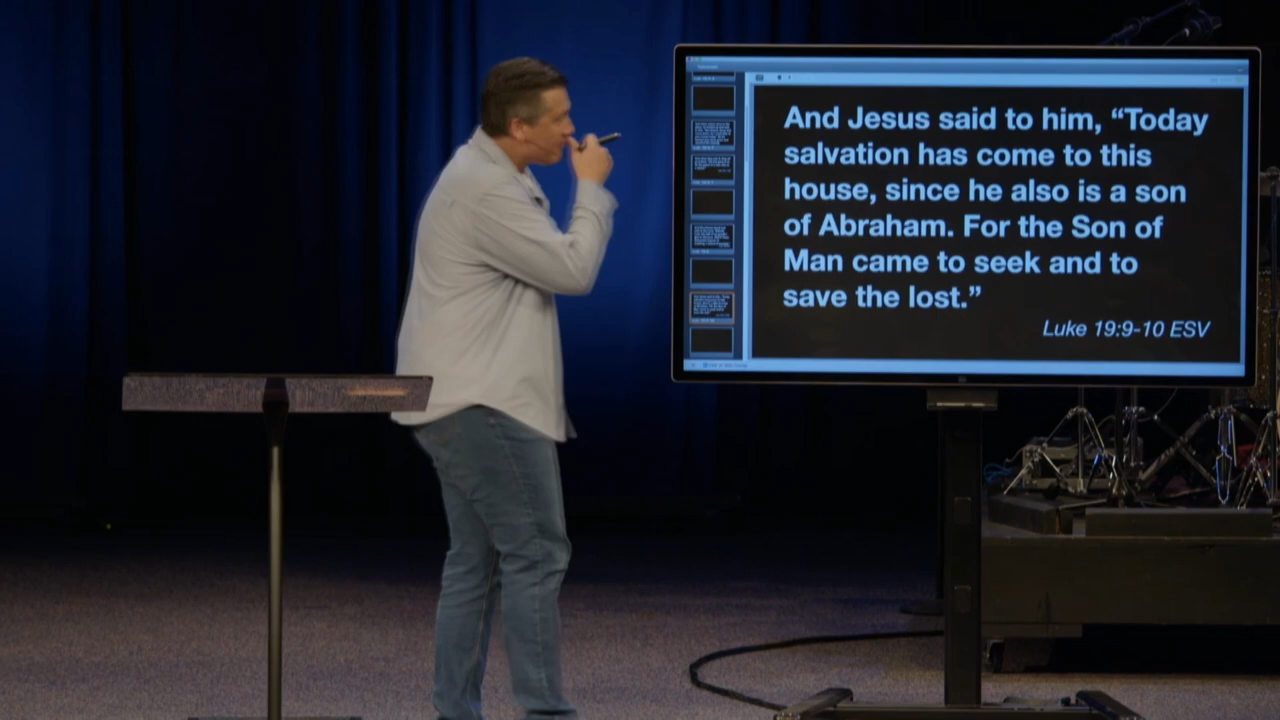 And Jesus said to him, “Today
salvation has come to this
house, since he also is a son
of Abraham. For the Son of
Man came to seek and to
save the lost.”
Luke 19:9-10 ESV